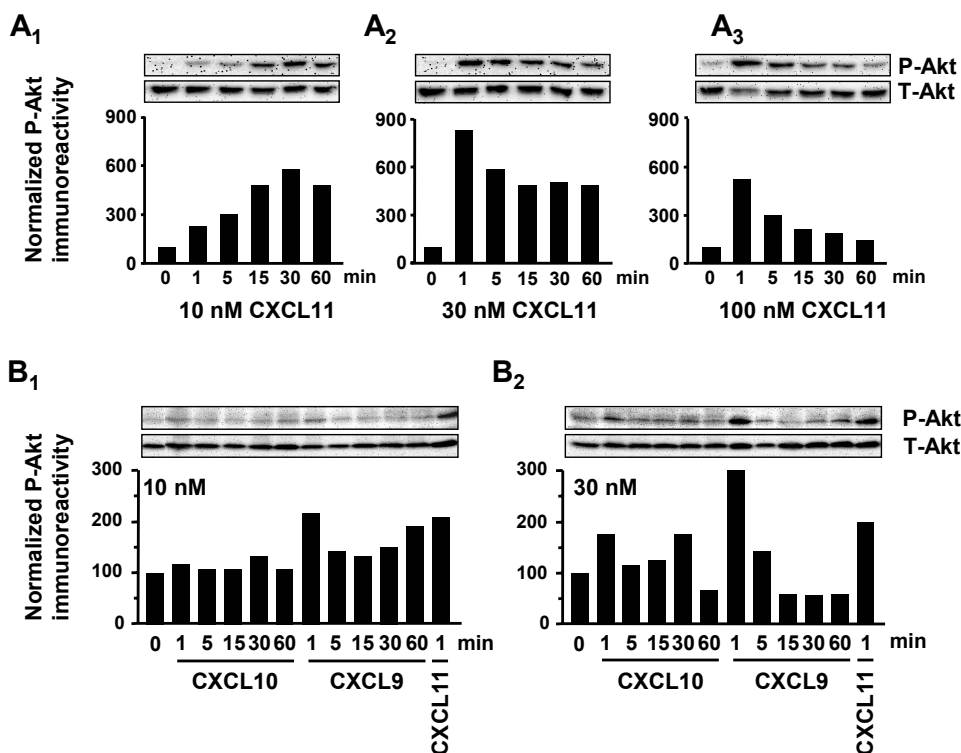 A1
A2
A3
P-Akt
T-Akt
Normalized P-Akt
immunoreactivity
900
600
300
0
0 1 5 15 30 60 min
10 nM CXCL11
900
600
300
0
0 1 5 15 30 60 min
30 nM CXCL11
900
600
300
0
0 1 5 15 30 60 min
100 nM CXCL11
B1
B2
P-Akt
T-Akt
Normalized P-Akt
immunoreactivity
300
200
100
0
10 nM
0 1 5 15 30 60 1 5 15 30 60 1 min
CXCL10 CXCL9 CXCL11
300
200
100
0
30 nM
0 1 5 15 30 60 1 5 15 30 60 1 min
CXCL10 CXCL9 CXCL11